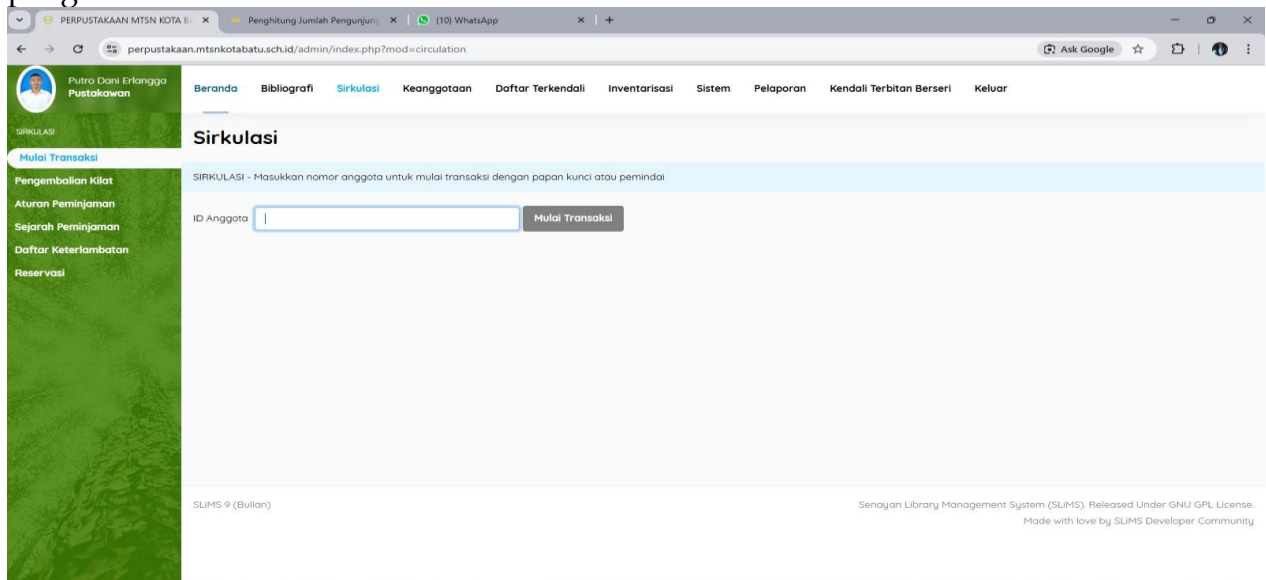 PERPUSTAKAAN MTSN KOTA B
Penghitung Jumlah Pengunjung
(10) WhatsApp
perpustakaan.mtsnkotabatu.sch.id/admin/index.php?mod=circulation
Ask Google
Putro Dani Erlangga
Pustakawan
Beranda Bibliografi Sirkulasi Keanggotaan Daftar Terkendali Inventarisasi Sistem Pelaporan Kendali Terbitan Berseri Keluar
SIRKULASI
Mulai Transaksi
Pengembalian Kilat
Aturan Peminjaman
Sejarah Peminjaman
Daftar Keterlambatan
Reservasi
Sirkulasi
SIRKULASI - Masukkan nomor anggota untuk mulai transaksi dengan papan kunci atau pemindai
ID Anggota
Mulai Transaksi
SLiMS 9 (Bulian)
Senayan Library Management System (SLiMS). Released Under GNU GPL License.
Made with love by SLiMS Developer Community